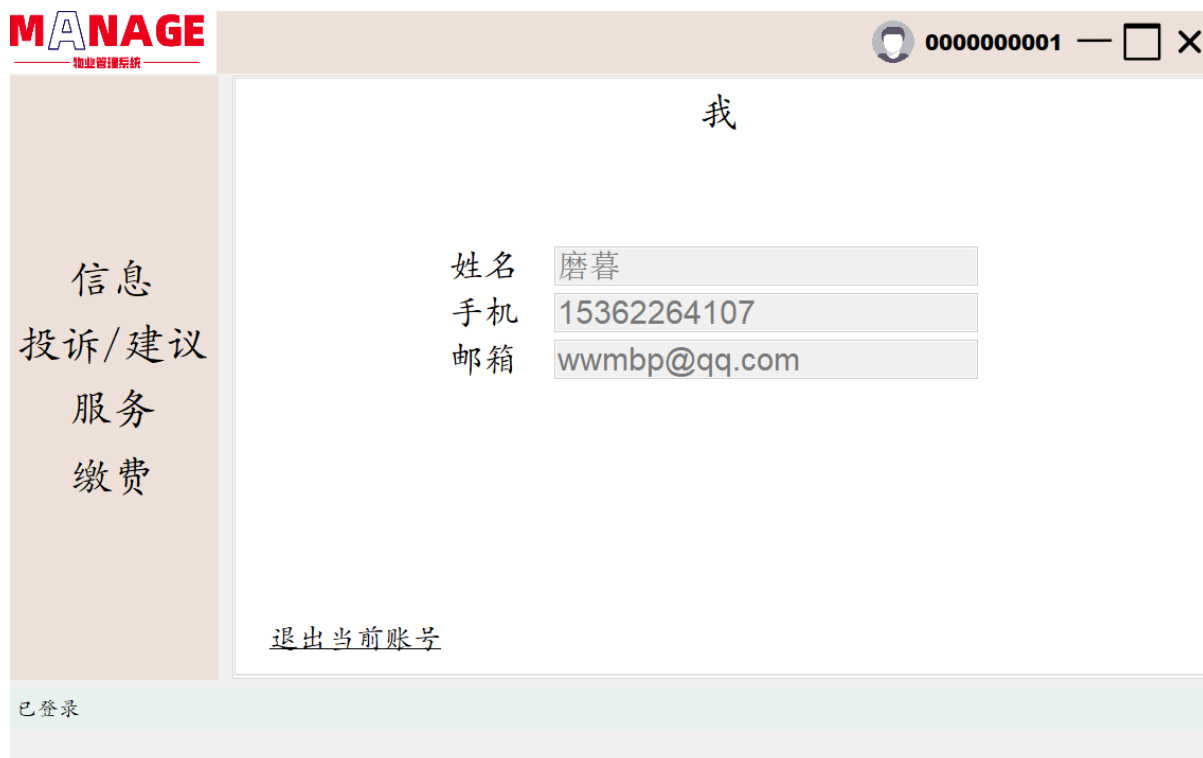 MANAGE
物业管理系统
0000000001
我
信息
投诉/建议
服务
缴费
姓名 磨暮
手机 15362264107
邮箱 wwmbp@qq.com
退出当前账号
已登录